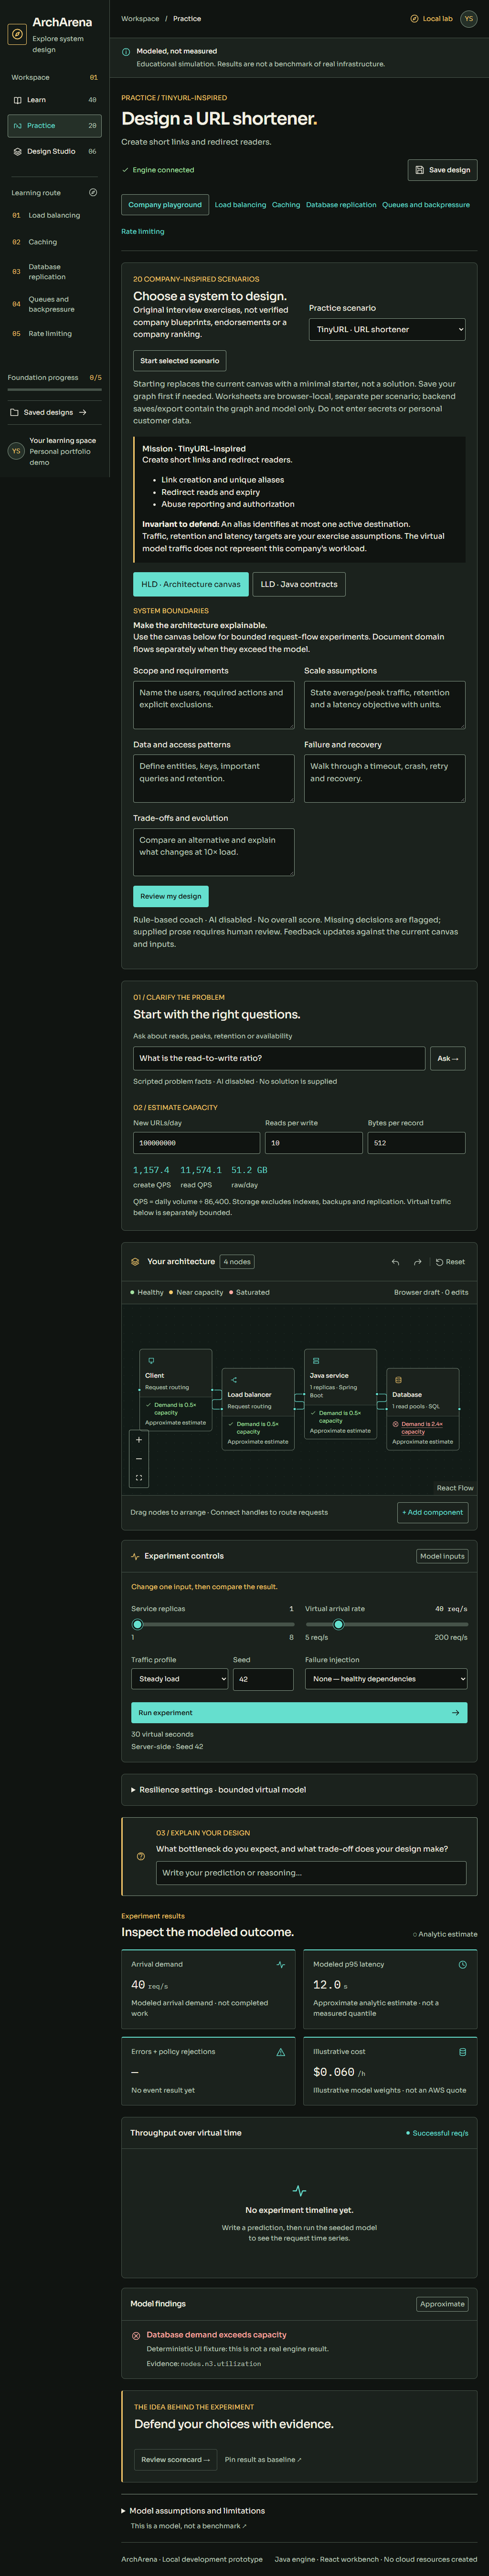 ArchArena
Explore system
design
Workspace 01
Learn 40
Practice 20
Design Studio 06
Learning route
01 Load balancing
02 Caching
03 Database
replication
04 Queues and
backpressure
05 Rate limiting
Foundation progress 0/5
Saved designs →
YS
Your learning space
Personal portfolio
demo
Workspace / Practice
Local lab YS
Modeled, not measured
Educational simulation. Results are not a benchmark of real infrastructure.
PRACTICE / TINYURL-INSPIRED
Design a URL shortener.
Create short links and redirect readers.
Engine connected
Save design
Company playground Load balancing Caching Database replication Queues and backpressure
Rate limiting
20 COMPANY-INSPIRED SCENARIOS
Choose a system to design.
Original interview exercises, not verified
company blueprints, endorsements or a
company ranking.
Practice scenario
TinyURL · URL shortener
Start selected scenario
Starting replaces the current canvas with a minimal starter, not a solution. Save your
graph first if needed. Worksheets are browser-local, separate per scenario; backend
saves/export contain the graph and model only. Do not enter secrets or personal
customer data.
Mission · TinyURL-inspired
Create short links and redirect readers.
• Link creation and unique aliases
• Redirect reads and expiry
• Abuse reporting and authorization
Invariant to defend: An alias identifies at most one active destination.
Traffic, retention and latency targets are your exercise assumptions. The virtual
model traffic does not represent this company's workload.
HLD · Architecture canvas LLD · Java contracts
SYSTEM BOUNDARIES
Make the architecture explainable.
Use the canvas below for bounded request-flow experiments. Document domain
flows separately when they exceed the model.
Scope and requirements Scale assumptions
Name the users, required actions and
explicit exclusions.
State average/peak traffic, retention
and a latency objective with units.
Data and access patterns Failure and recovery
Define entities, keys, important
queries and retention.
Walk through a timeout, crash, retry
and recovery.
Trade-offs and evolution
Compare an alternative and explain
what changes at 10× load.
Review my design
Rule-based coach · AI disabled · No overall score. Missing decisions are flagged;
supplied prose requires human review. Feedback updates against the current canvas
and inputs.
01 / CLARIFY THE PROBLEM
Start with the right questions.
Ask about reads, peaks, retention or availability
What is the read-to-write ratio?
Ask →
Scripted problem facts · AI disabled · No solution is supplied
02 / ESTIMATE CAPACITY
New URLs/day Reads per write Bytes per record
100000000 10 512
1,157.4 11,574.1 51.2 GB
create QPS read QPS raw/day
QPS = daily volume ÷ 86,400. Storage excludes indexes, backups and replication. Virtual traffic
below is separately bounded.
Your architecture 4 nodes
Reset
Healthy Near capacity Saturated
Browser draft · 0 edits
Client
Request routing
Demand is 0.5×
capacity
Approximate estimate
Load balancer
Request routing
Demand is 0.5×
capacity
Approximate estimate
Java service
1 replicas · Spring
Boot
Demand is 0.5×
capacity
Approximate estimate
Database
1 read pools · SQL
Demand is 2.4×
capacity
Approximate estimate
React Flow
Drag nodes to arrange · Connect handles to route requests
+ Add component
Experiment controls
Model inputs
Change one input, then compare the result.
Service replicas 1 Virtual arrival rate 40 req/s
1 8 5 req/s 200 req/s
Traffic profile Seed Failure injection
Steady load 42 None — healthy dependencies
Run experiment →
30 virtual seconds
Server-side · Seed 42
Resilience settings · bounded virtual model
03 / EXPLAIN YOUR DESIGN
What bottleneck do you expect, and what trade-off does your design make?
Write your prediction or reasoning...
Experiment results
Inspect the modeled outcome.
Analytic estimate
Arrival demand
40 req/s
Modeled arrival demand · not completed
work
Modeled p95 latency
12.0 s
Approximate analytic estimate · not a
measured quantile
Errors + policy rejections
—
No event result yet
Illustrative cost
$0.060 /h
Illustrative model weights · not an AWS quote
Throughput over virtual time
Successful req/s
No experiment timeline yet.
Write a prediction, then run the seeded model
to see the request time series.
Model findings
Approximate
Database demand exceeds capacity
Deterministic UI fixture: this is not a real engine result.
Evidence: nodes.n3.utilization
THE IDEA BEHIND THE EXPERIMENT
Defend your choices with evidence.
Review scorecard → Pin result as baseline ↗
Model assumptions and limitations
This is a model, not a benchmark ↗
ArchArena · Local development prototype
Java engine · React workbench · No cloud resources created